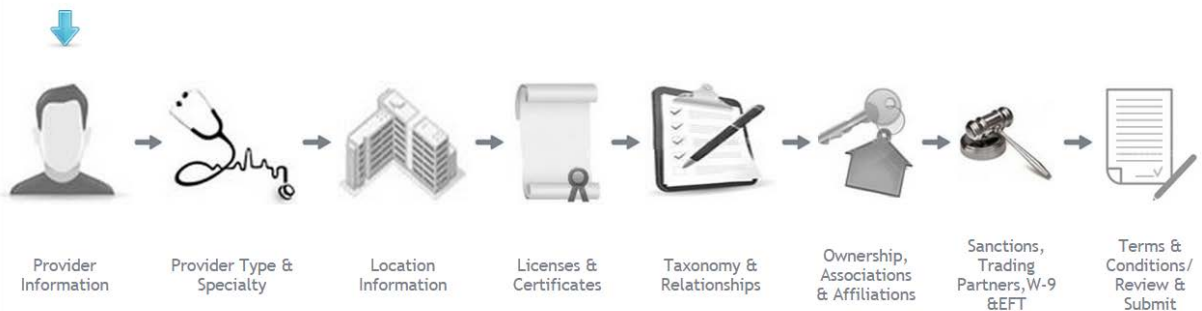 Provider
Information
Provider Type &
Specialty
Location
Information
Licenses &
Certificates
Taxonomy &
Relationships
Ownership,
Associations
& Affiliations
Sanctions,
Trading
Partners,W-9
&EFT
Terms &
Conditions/
Review &
Submit